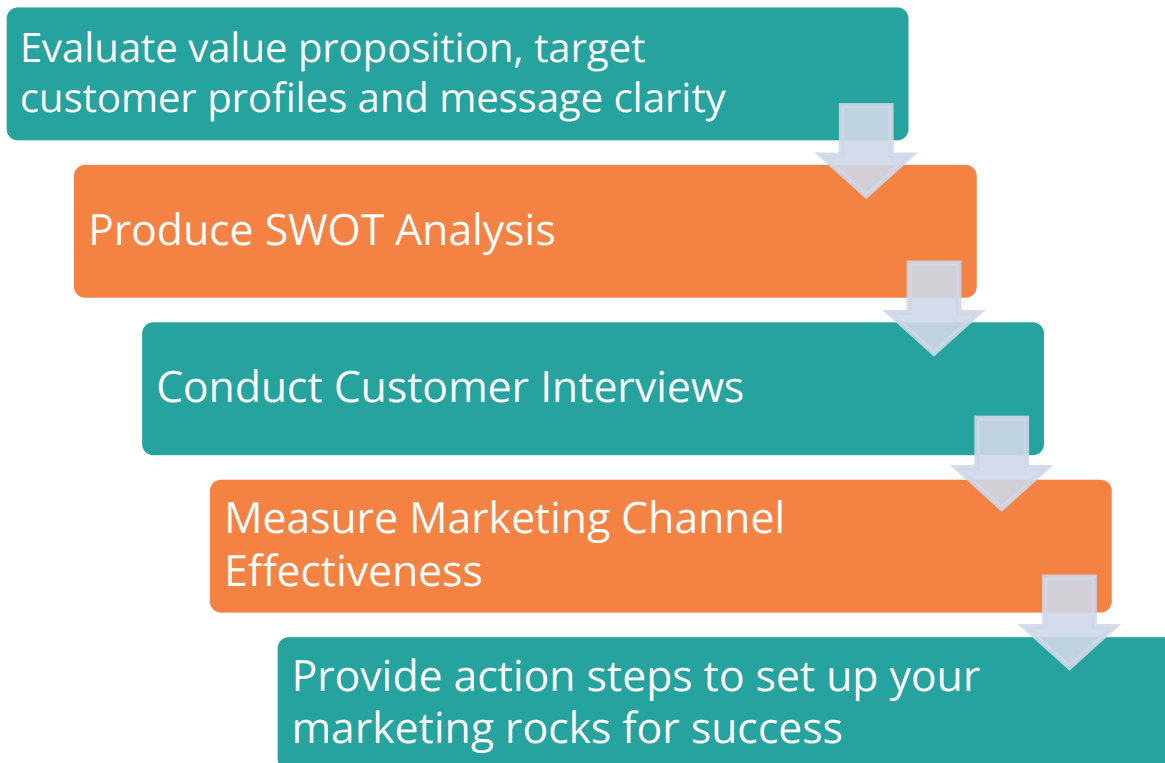 Evaluate value proposition, target
customer profiles and message clarity
Produce SWOT Analysis
Conduct Customer Interviews
Measure Marketing Channel
Effectiveness
Provide action steps to set up your
marketing rocks for success